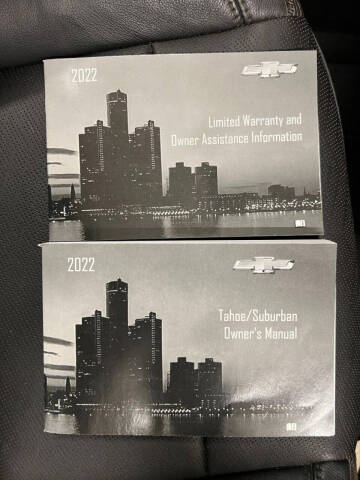 2022
Limited Warranty and
Owner Assistance Information
2022
Tahoe/Suburban
Owner's Manual